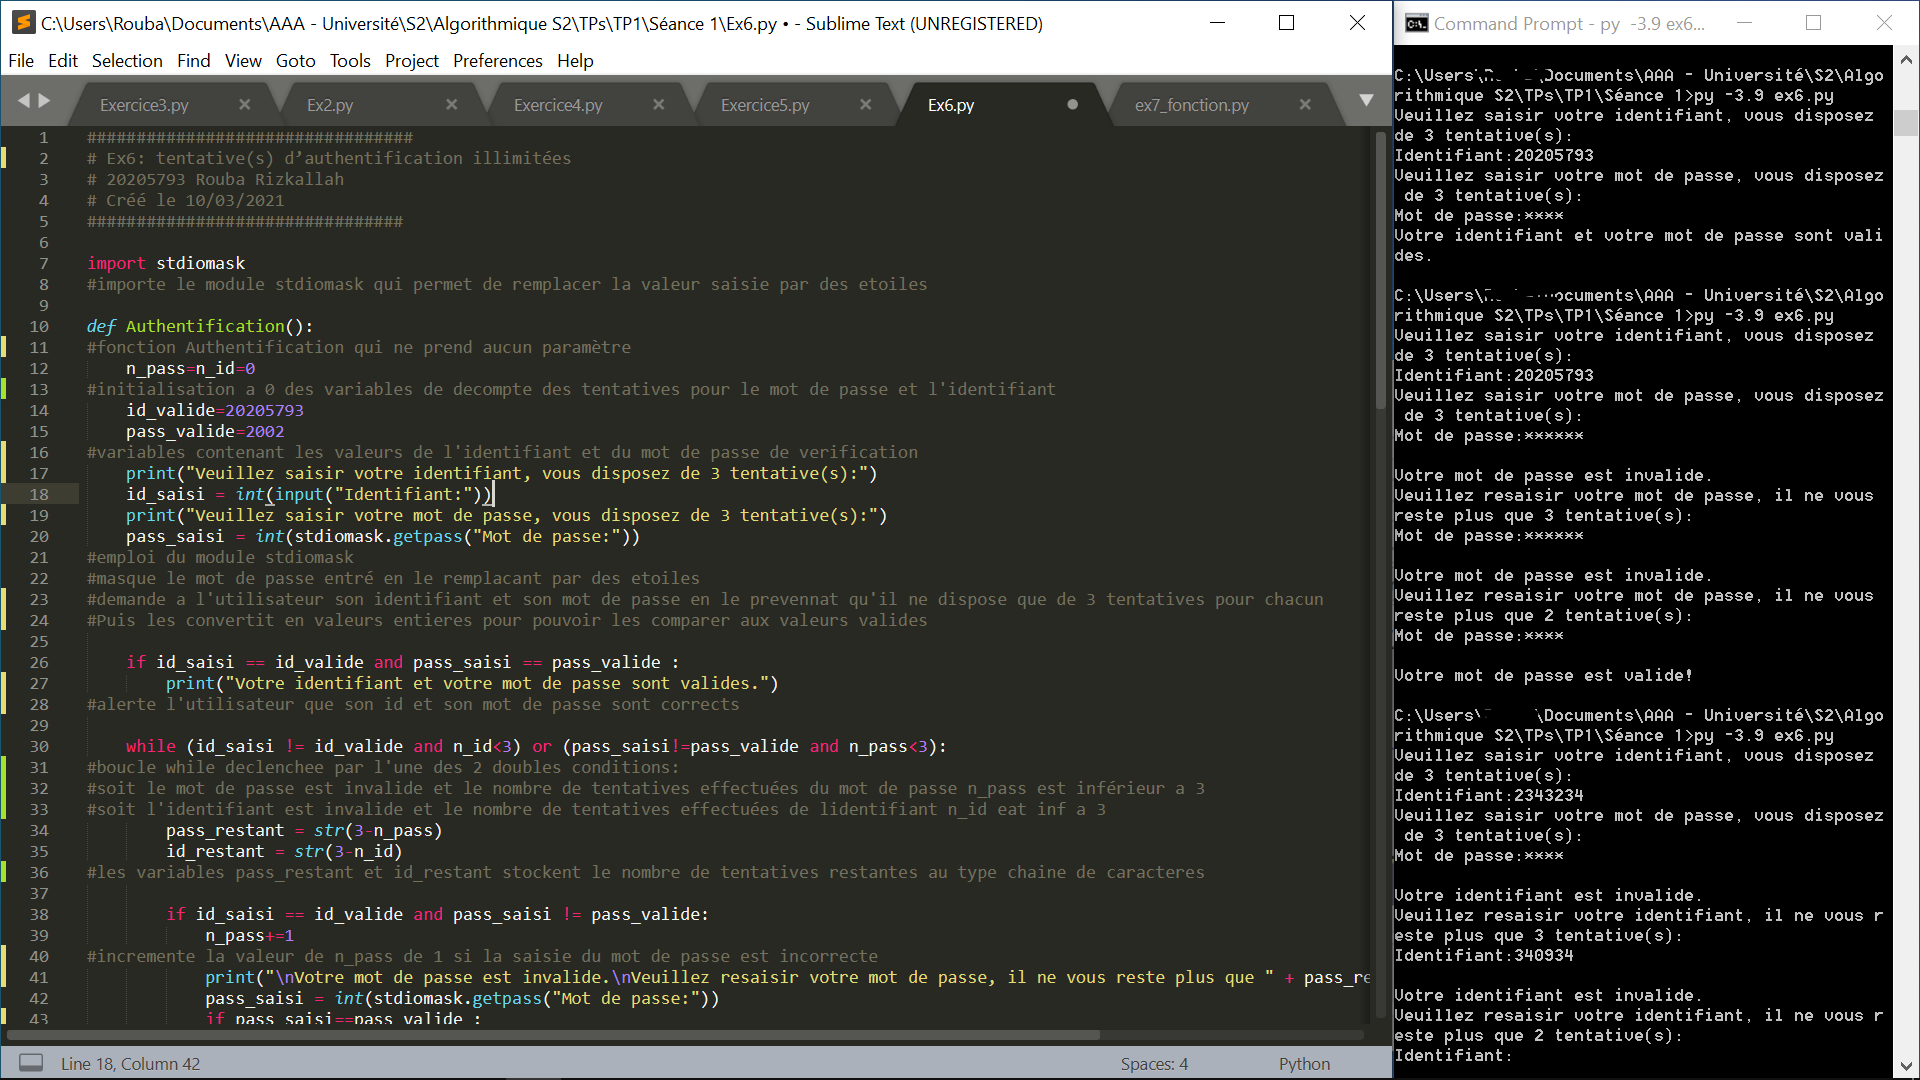 C:\Users\Rouba\Documents\AAA - Université\S2\Algorithmique S2\TPs\TP1\Séance 1\Ex6.py • - Sublime Text (UNREGISTERED)
File Edit Selection Find View Goto Tools Project Preferences Help
Exercice3.py Ex2.py Exercice4.py Exercice5.py Ex6.py ex7_fonction.py
1 #################################
2 # Ex6: tentative(s) d’authentification illimitées
3 # 20205793 Rouba Rizkallah
4 # Créé le 10/03/2021
5 ################################
6
7 import stdiomask
8 #importe le module stdiomask qui permet de remplacer la valeur saisie par des etoiles
9
10 def Authentification():
11 #fonction Authentification qui ne prend aucun paramètre
12 n_pass=n_id=0
13 #initialisation a 0 des variables de decompte des tentatives pour le mot de passe et l'identifiant
14 id_valide=20205793
15 pass_valide=2002
16 #variables contenant les valeurs de l'identifiant et du mot de passe de verification
17 print("Veuillez saisir votre identifiant, vous disposez de 3 tentative(s):")
18 id_saisi = int(input("Identifiant:"))
19 print("Veuillez saisir votre mot de passe, vous disposez de 3 tentative(s):")
20 pass_saisi = int(stdiomask.getpass("Mot de passe:"))
21 #emploi du module stdiomask
22 #masque le mot de passe entré en le remplacant par des etoiles
23 #demande a l'utilisateur son identifiant et son mot de passe en le prevennat qu'il ne dispose que de 3 tentatives pour chacun
24 #Puis les convertit en valeurs entieres pour pouvoir les comparer aux valeurs valides
25
26 if id_saisi == id_valide and pass_saisi == pass_valide :
27 print("Votre identifiant et votre mot de passe sont valides.")
28 #alerte l'utilisateur que son id et son mot de passe sont corrects
29
30 while (id_saisi != id_valide and n_id<3) or (pass_saisi!=pass_valide and n_pass<3):
31 #boucle while declenchee par l'une des 2 doubles conditions:
32 #soit le mot de passe est invalide et le nombre de tentatives effectuées du mot de passe n_pass est inférieur a 3
33 #soit l'identifiant est invalide et le nombre de tentatives effectuées de lidentifiant n_id eat inf a 3
34 pass_restant = str(3-n_pass)
35 id_restant = str(3-n_id)
36 #les variables pass_restant et id_restant stockent le nombre de tentatives restantes au type chaine de caracteres
37
38 if id_saisi == id_valide and pass_saisi != pass_valide:
39 n_pass+=1
40 #incremente la valeur de n_pass de 1 si la saisie du mot de passe est incorrecte
41 print("\nVotre mot de passe est invalide.\nVeuillez resaisir votre mot de passe, il ne vous reste plus que " + pass_re
42 pass_saisi = int(stdiomask.getpass("Mot de passe:"))
43 if pass_saisi==pass_valide :
Line 18, Column 42 Spaces: 4 Python
Command Prompt - py -3.9 ex6...
C:\Users\ Documents\AAA - Université\S2\Algo
rithmique S2\TPs\TP1\Séance 1>py -3.9 ex6.py
Veuillez saisir votre identifiant, vous disposez
de 3 tentative(s):
Identifiant:20205793
Veuillez saisir votre mot de passe, vous disposez
de 3 tentative(s):
Mot de passe:****
Votre identifiant et votre mot de passe sont vali
des.
C:\Users\ ocuments\AAA - Université\S2\Algo
rithmique S2\TPs\TP1\Séance 1>py -3.9 ex6.py
Veuillez saisir votre identifiant, vous disposez
de 3 tentative(s):
Identifiant:20205793
Veuillez saisir votre mot de passe, vous disposez
de 3 tentative(s):
Mot de passe:******
Votre mot de passe est invalide.
Veuillez resaisir votre mot de passe, il ne vous
reste plus que 3 tentative(s):
Mot de passe:******
Votre mot de passe est invalide.
Veuillez resaisir votre mot de passe, il ne vous
reste plus que 2 tentative(s):
Mot de passe:****
Votre mot de passe est valide!
C:\Users\ \Documents\AAA - Université\S2\Algo
rithmique S2\TPs\TP1\Séance 1>py -3.9 ex6.py
Veuillez saisir votre identifiant, vous disposez
de 3 tentative(s):
Identifiant:2343234
Veuillez saisir votre mot de passe, vous disposez
de 3 tentative(s):
Mot de passe:****
Votre identifiant est invalide.
Veuillez resaisir votre identifiant, il ne vous r
este plus que 3 tentative(s):
Identifiant:340934
Votre identifiant est invalide.
Veuillez resaisir votre identifiant, il ne vous r
este plus que 2 tentative(s):
Identifiant: